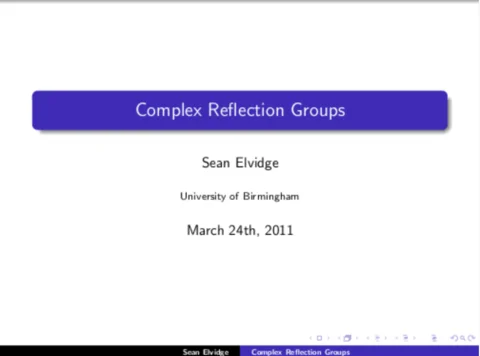 Complex Reflection Groups
Sean Elvidge
University of Birmingham
March 24th, 2011
Sean Elvidge Complex Reflection Groups